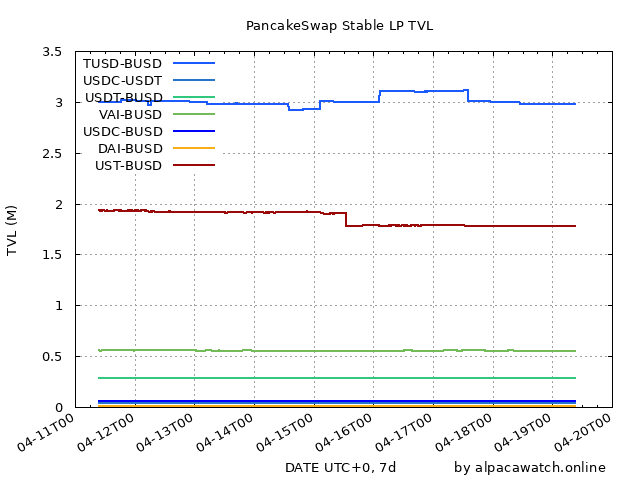 PancakeSwap Stable LP TVL
3.5
3
2.5
2
1.5
1
0.5
0
TVL (M)
TUSD-BUSD
USDC-USDT
USDT-BUSD
VAI-BUSD
USDC-BUSD
DAI-BUSD
UST-BUSD
04-11T00
04-12T00
04-13T00
04-14T00
04-15T00
04-16T00
04-17T00
04-18T00
04-19T00
04-20T00
DATE UTC+0, 7d
by alpacawatch.online